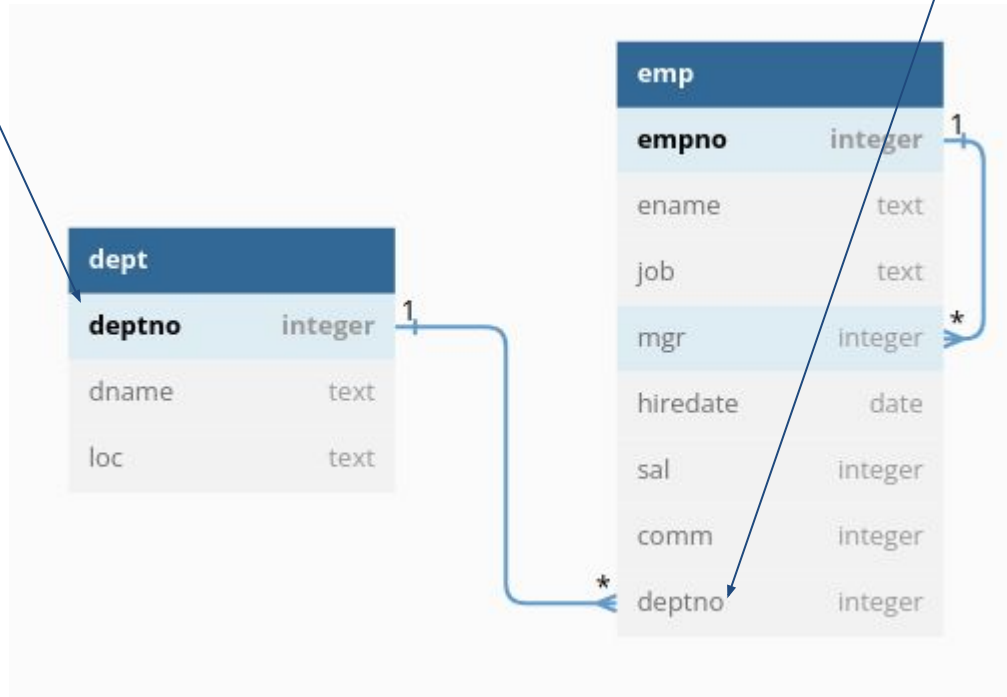 dept
deptno integer 1
dname text
loc text
emp
empno integer 1
ename text
job text
mgr integer *
hiredate date
sal integer
comm integer
* deptno integer